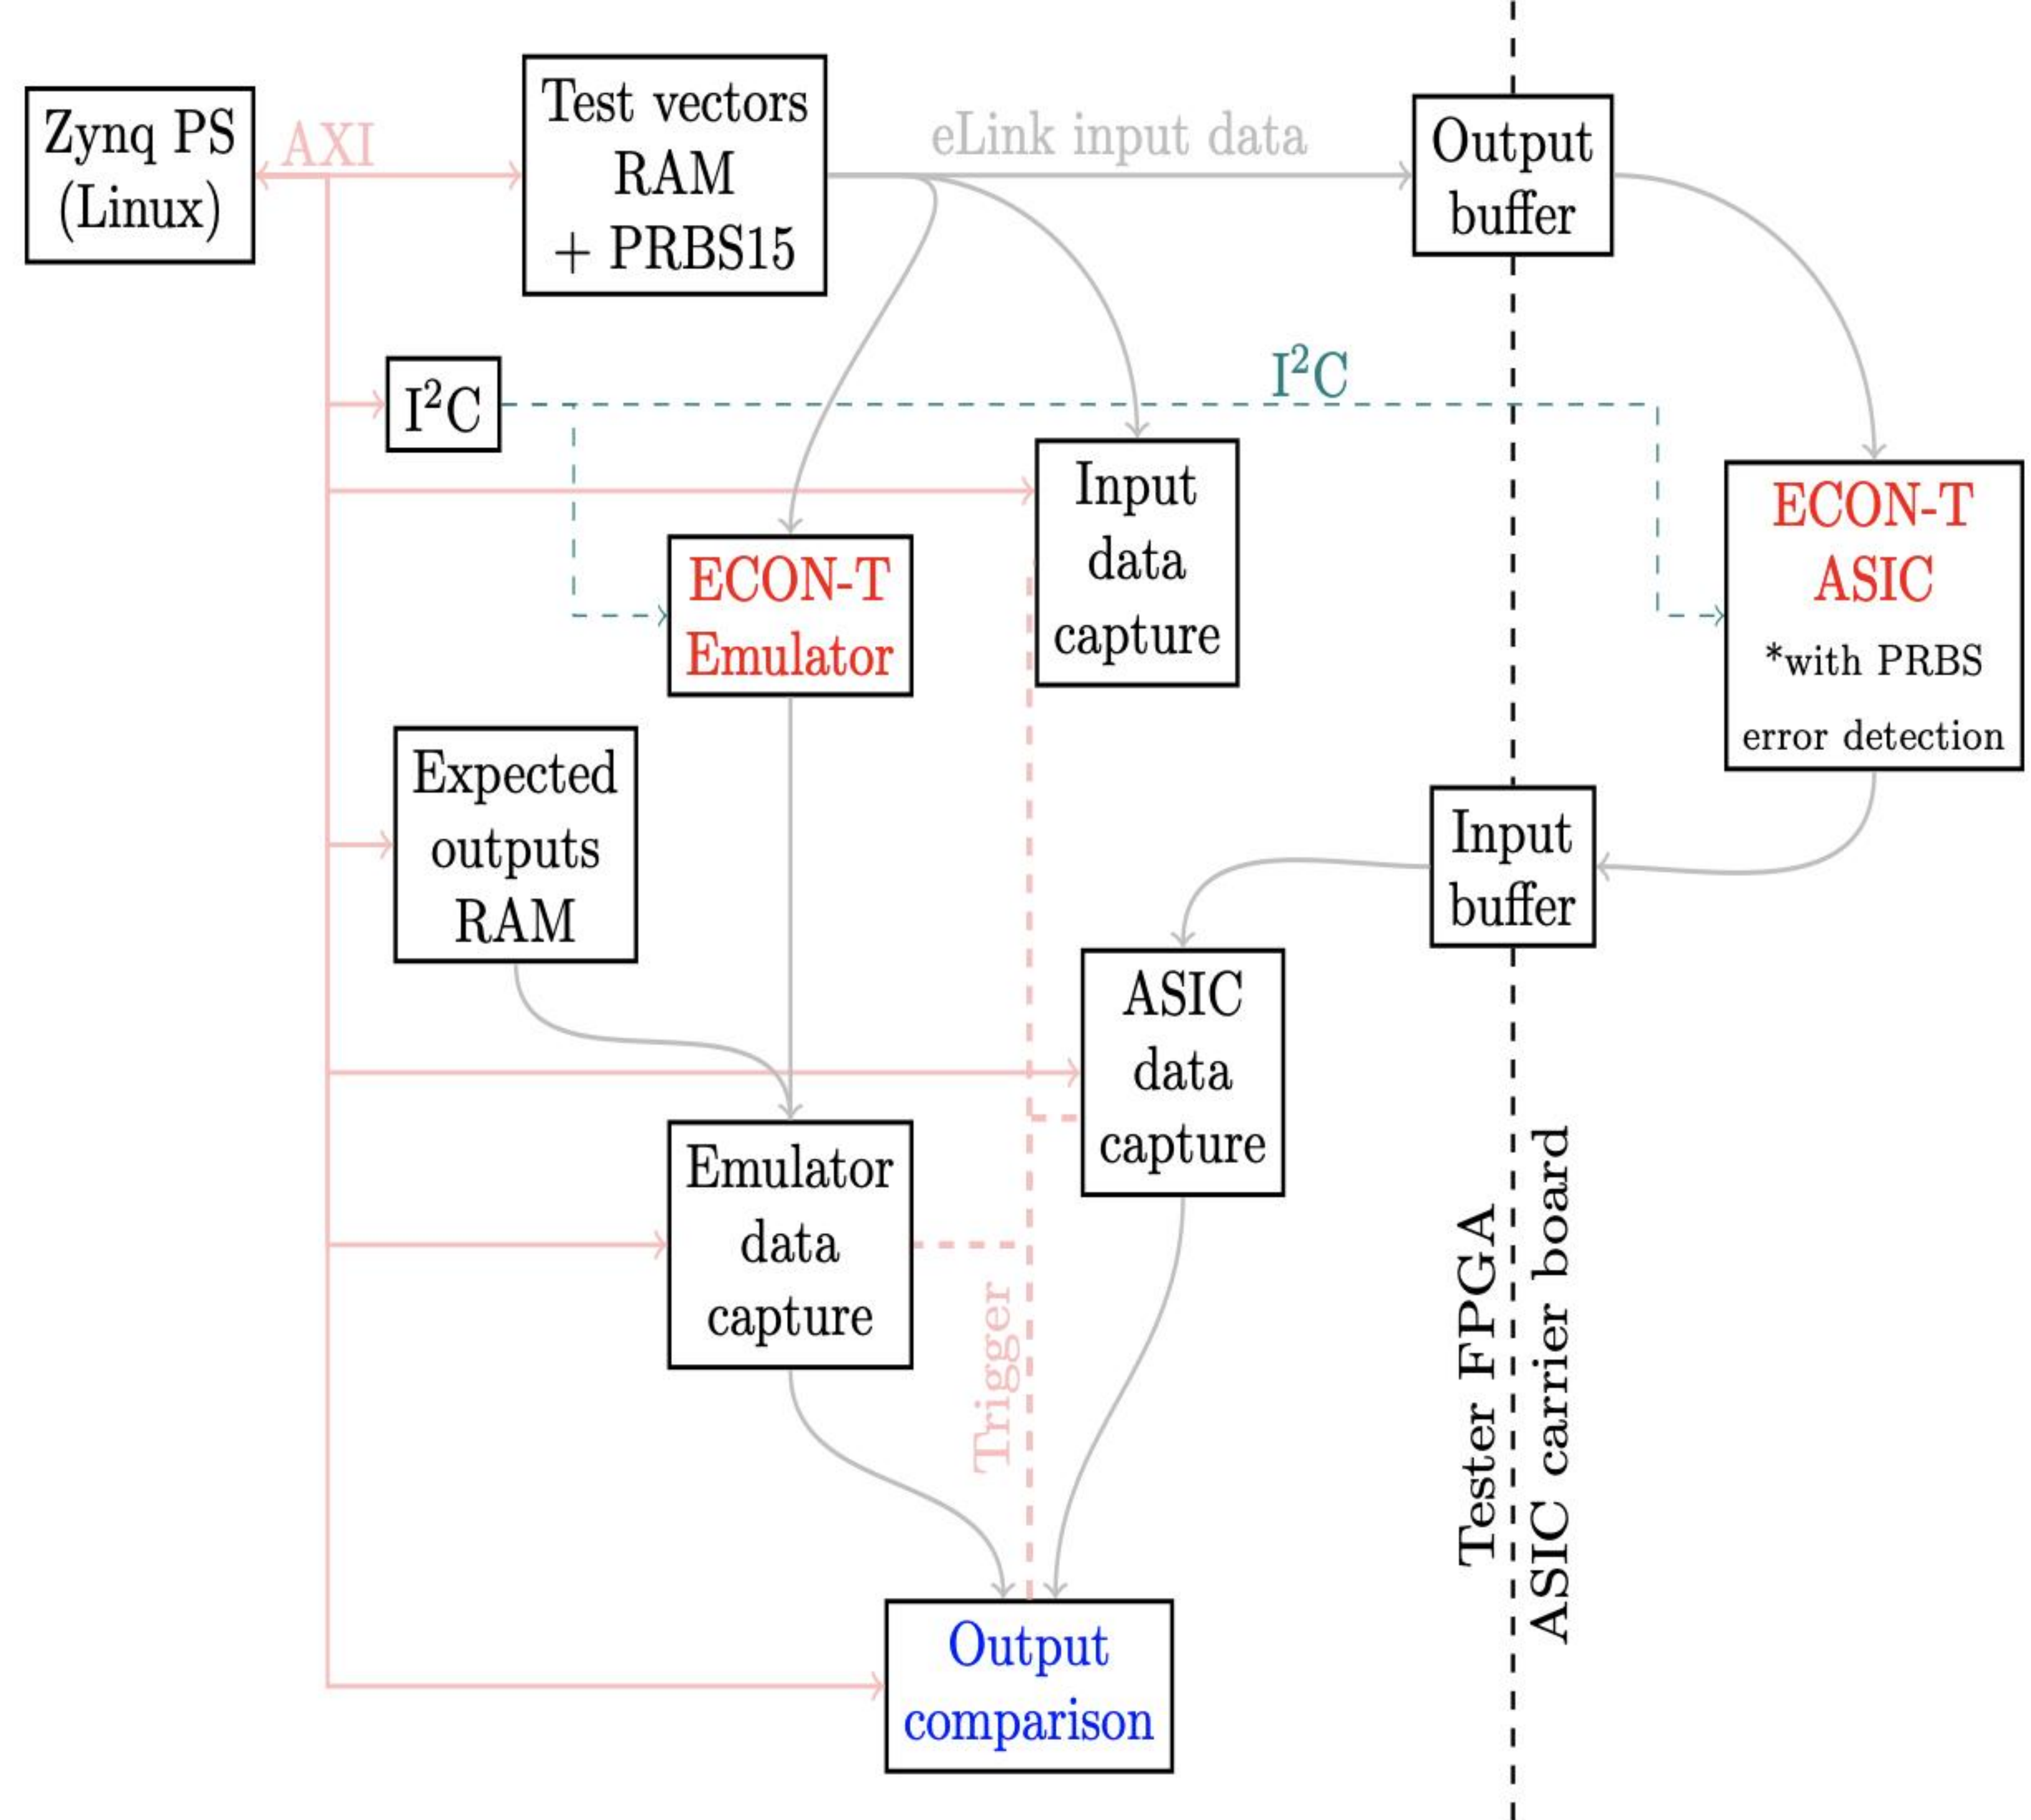 Zynq PS
(Linux)
AXI
Test vectors
RAM
+ PRBS15
eLink input data
Output
buffer
I²C
I²C
Input
data
capture
ECON-T
Emulator
ECON-T
ASIC
*with PRBS
error detection
Expected
outputs
RAM
Input
buffer
ASIC
data
capture
Emulator
data
capture
Trigger
Tester FPGA
ASIC carrier board
Output
comparison